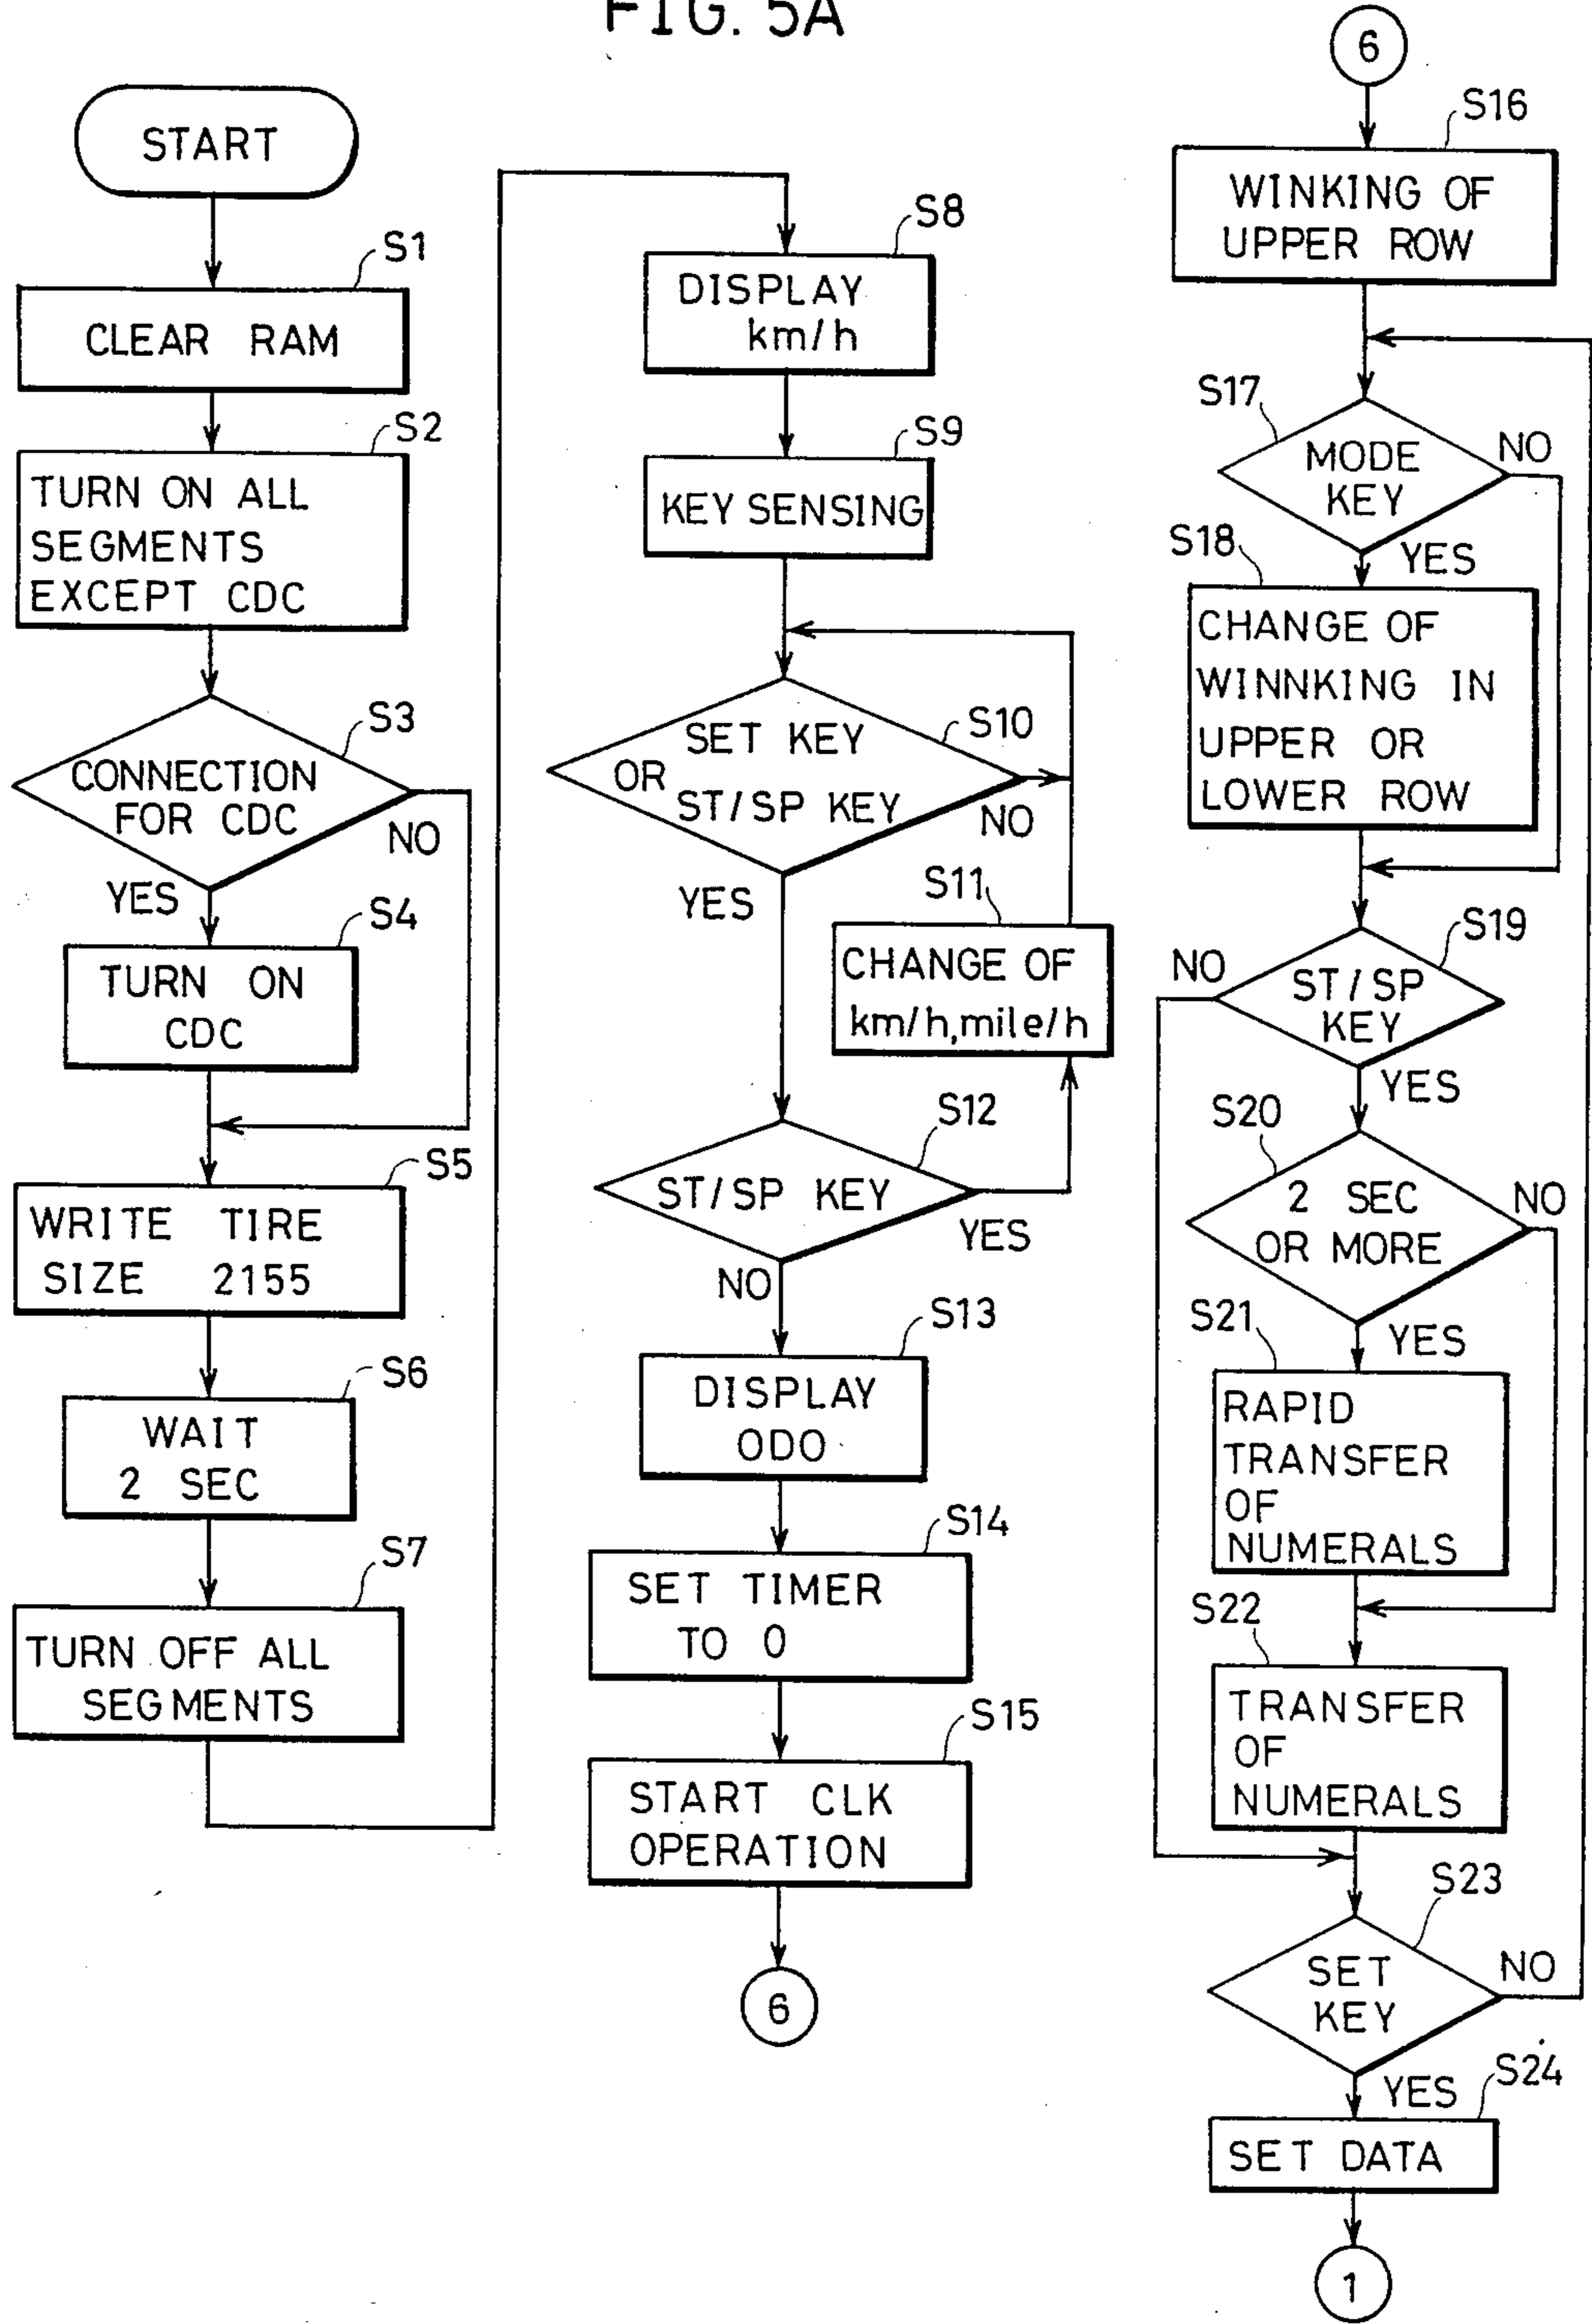 FIG. 5A
START
S1
CLEAR RAM
S2
TURN ON ALL
SEGMENTS
EXCEPT CDC
S3
CONNECTION
FOR CDC
NO
YES
S4
TURN ON
CDC
S5
WRITE TIRE
SIZE 2155
S6
WAIT
2 SEC
S7
TURN OFF ALL
SEGMENTS
S8
DISPLAY
km/h
S9
KEY SENSING
S10
SET KEY
OR
ST/SP KEY
NO
YES
S11
CHANGE OF
km/h,mile/h
S12
ST/SP KEY
YES
NO
S13
DISPLAY
ODO
S14
SET TIMER
TO 0
S15
START CLK
OPERATION
6
6
S16
WINKING OF
UPPER ROW
S17
MODE
KEY
NO
YES
S18
CHANGE OF
WINNKING IN
UPPER OR
LOWER ROW
S19
NO
ST/SP
KEY
YES
S20
2 SEC
OR MORE
NO
YES
S21
RAPID
TRANSFER
OF
NUMERALS
S22
TRANSFER
OF
NUMERALS
S23
SET
KEY
NO
YES
S24
SET DATA
1